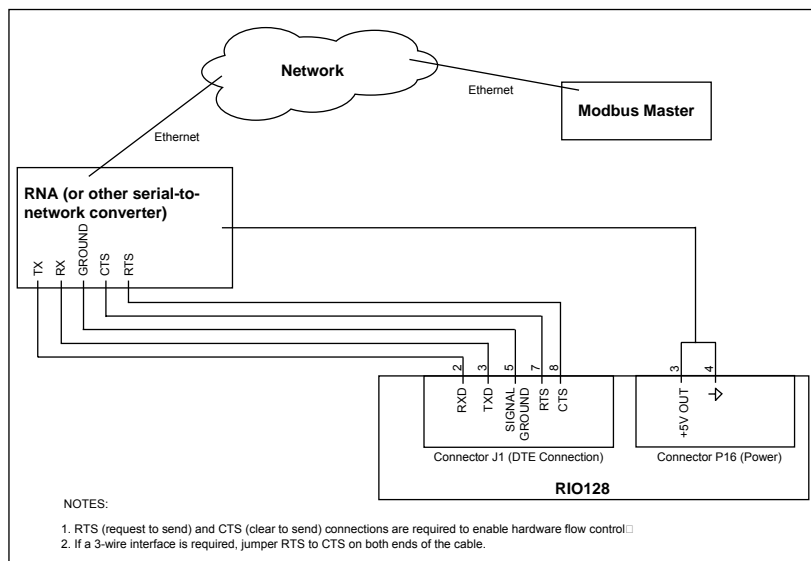 Network
Ethernet
Modbus Master
Ethernet
RNA (or other serial-to-
network converter)
TX
RX
GROUND
CTS
RTS
2
3
5
7
8
3
4
RXD
TXD
SIGNAL
GROUND
RTS
CTS
+5V OUT
Connector J1 (DTE Connection)
Connector P16 (Power)
RIO128
NOTES:
1. RTS (request to send) and CTS (clear to send) connections are required to enable hardware flow control□
2. If a 3-wire interface is required, jumper RTS to CTS on both ends of the cable.